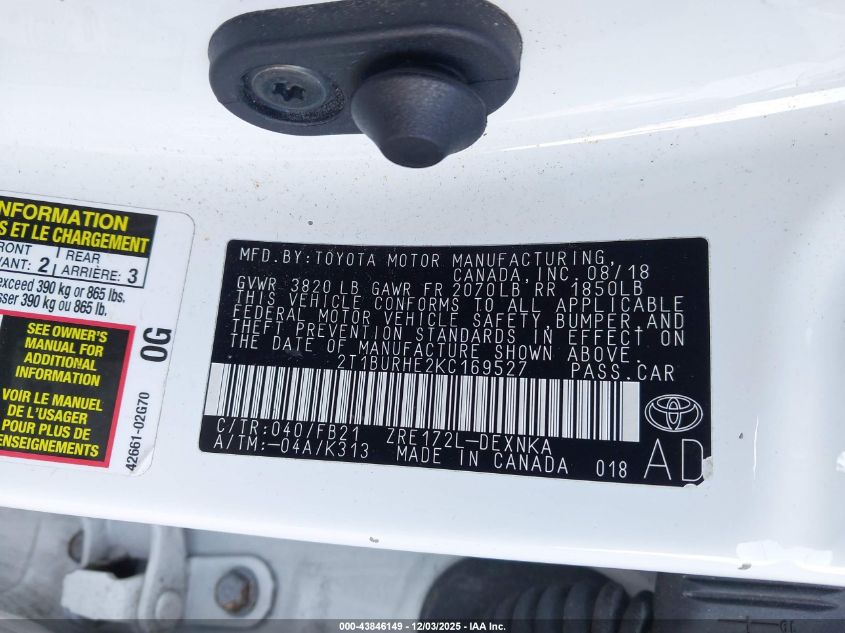 NFORMATION
S ET LE CHARGEMENT
FRONT
VANT: 2
REAR
ARRIÈRE: 3
exceed 390 kg or 865 lbs.
sser 390 kg ou 865 lb.
SEE OWNER'S
MANUAL FOR
ADDITIONAL
INFORMATION
VOIR LE MANUEL
DE L'USAGER
POUR PLUS DE
RENSEIGNEMENTS
0G
42661-02G70
MFD.BY:TOYOTA MOTOR MANUFACTURING,
CANADA,INC.08/18
GVWR 3820 LB GAWR FR 2070LB,RR 1850LB
THIS VEHICLE CONFORMS TO ALL APPLICABLE
FEDERAL MOTOR VEHICLE SAFETY,BUMPER,AND
THEFT PREVENTION STANDARDS IN EFFECT ON
THE DATE OF MANUFACTURE SHOWN ABOVE.
2T1BURHE2KC169527 PASS.CAR
C/TR:040/FB21 ZRE172L-DEXNKA
A/TM:-04A/K313 MADE IN CANADA 018
AD
000-43846149 - 12/03/2025 - IAA Inc.